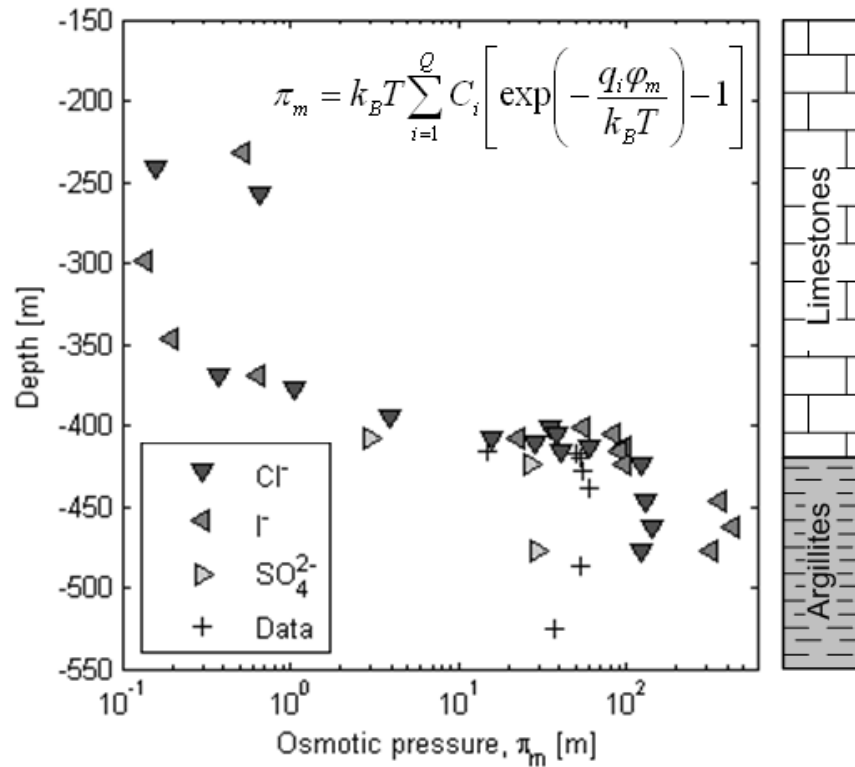 -150
-200
-250
-300
-350
-400
-450
-500
-550
Depth [m]
π_m = k_B T ∑_{i=1}^{Q} C_i [ exp( - q_i φ_m / k_B T ) - 1 ]
Cl⁻
I⁻
SO₄²⁻
Data
10⁻¹ 10⁰ 10¹ 10²
Osmotic pressure, π_m [m]
Limestones
Argillites